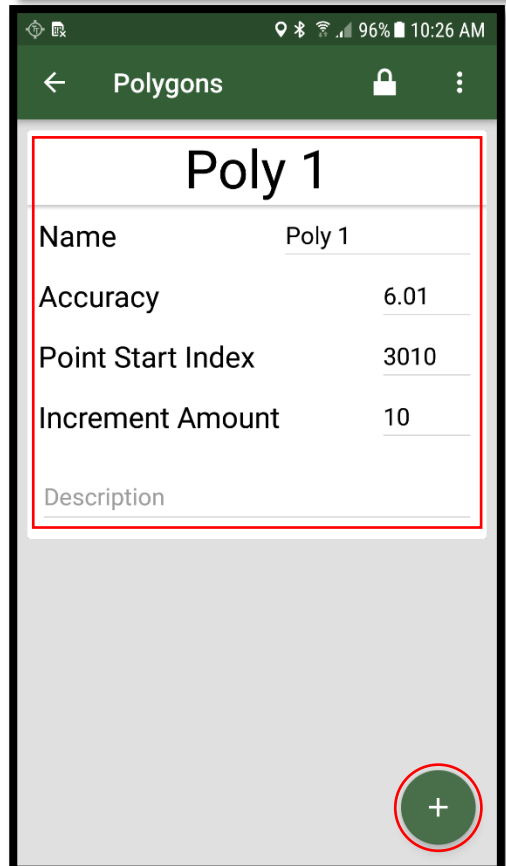 96% 10:26 AM
Polygons
Poly 1
Name Poly 1
Accuracy 6.01
Point Start Index 3010
Increment Amount 10
Description
+